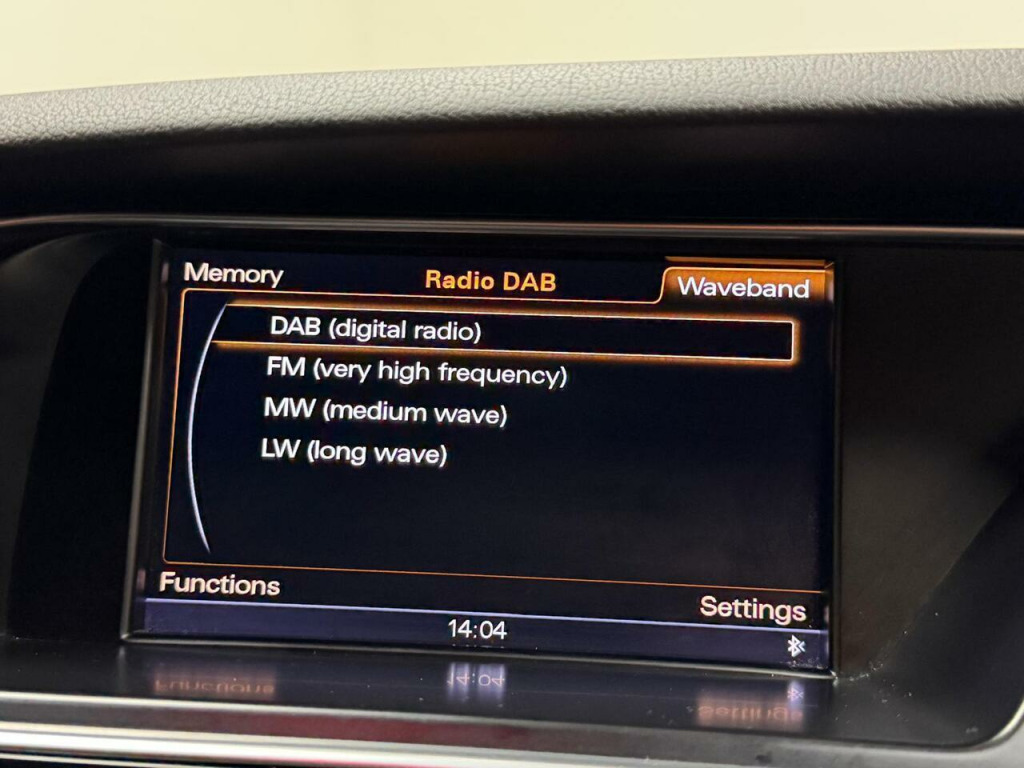 Memory
Radio DAB
Waveband
DAB (digital radio)
FM (very high frequency)
MW (medium wave)
LW (long wave)
Functions
Settings
14:04